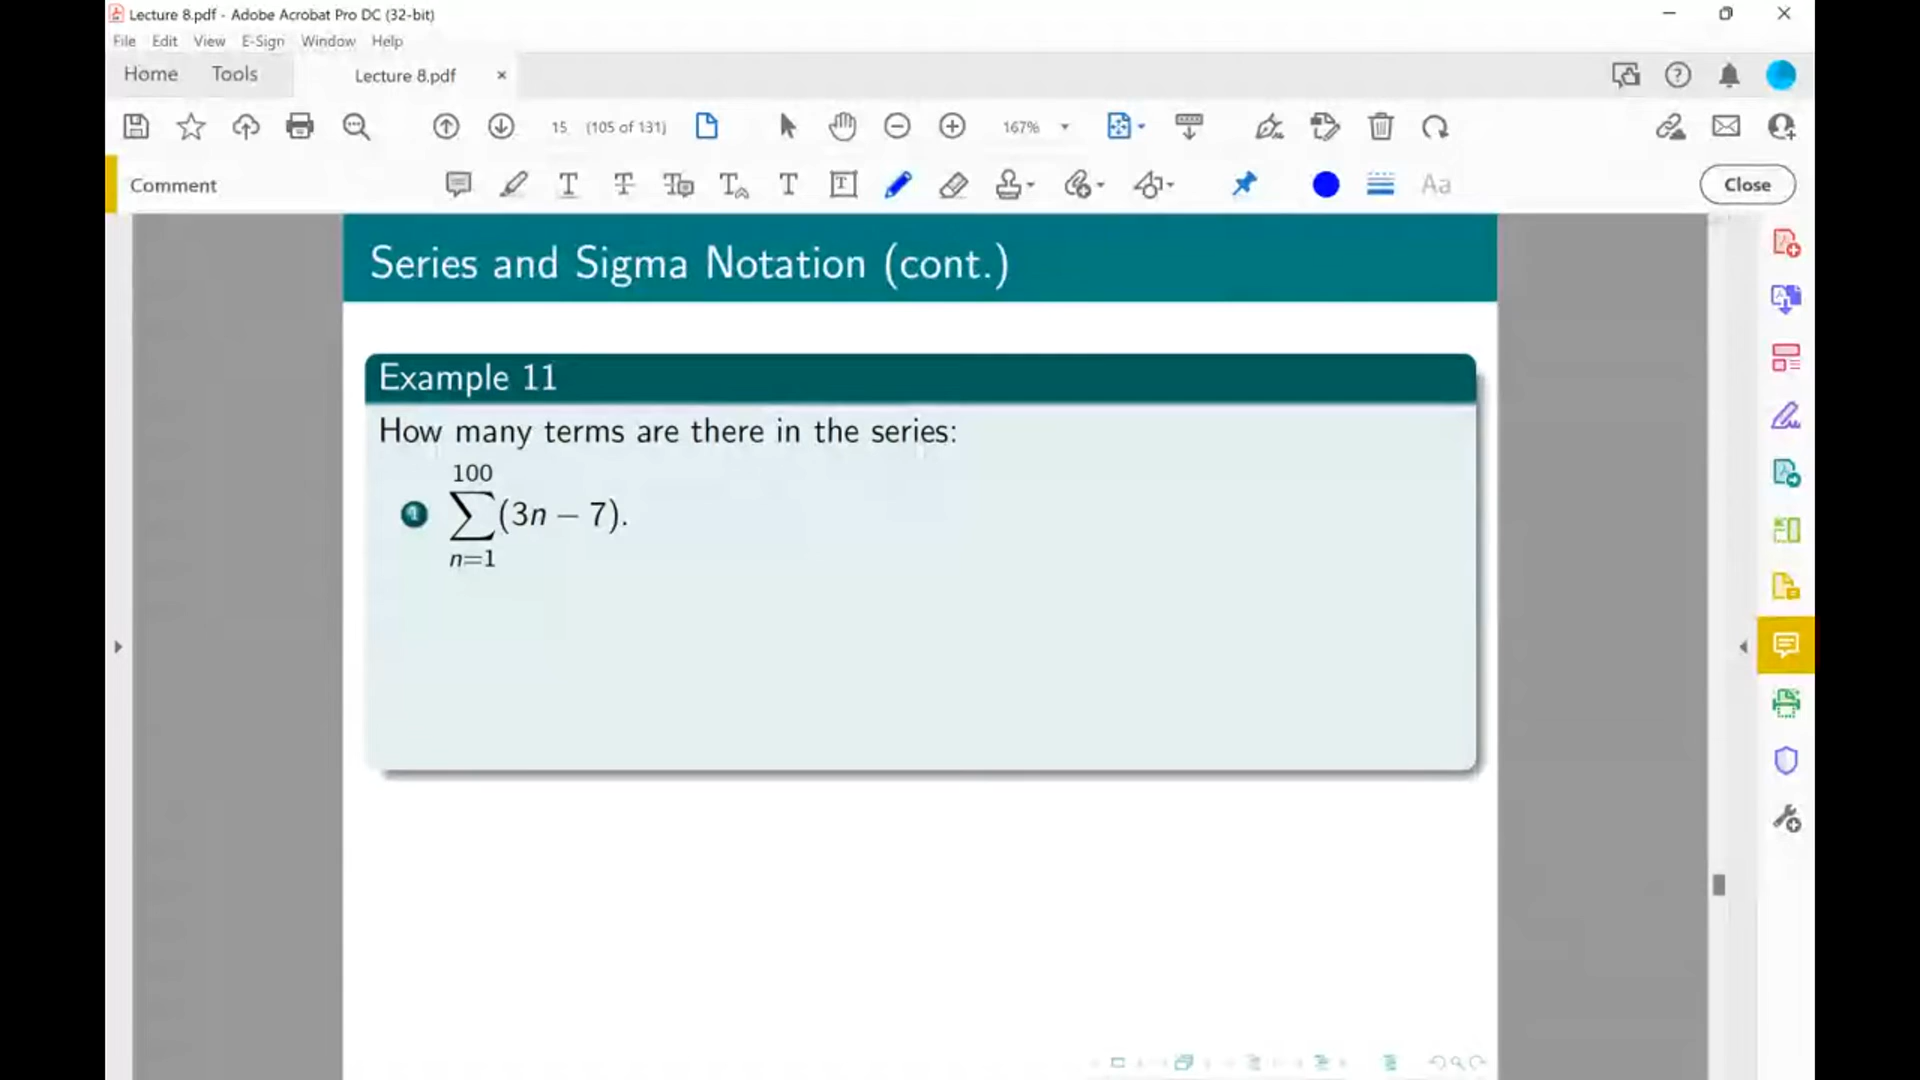 Lecture 8.pdf - Adobe Acrobat Pro DC (32-bit)
File Edit View E-Sign Window Help
Home Tools Lecture 8.pdf ×
15 (105 of 131) 167%
Comment Aa Close
Series and Sigma Notation (cont.)
Example 11
How many terms are there in the series:
100
1 ∑(3n − 7).
n=1